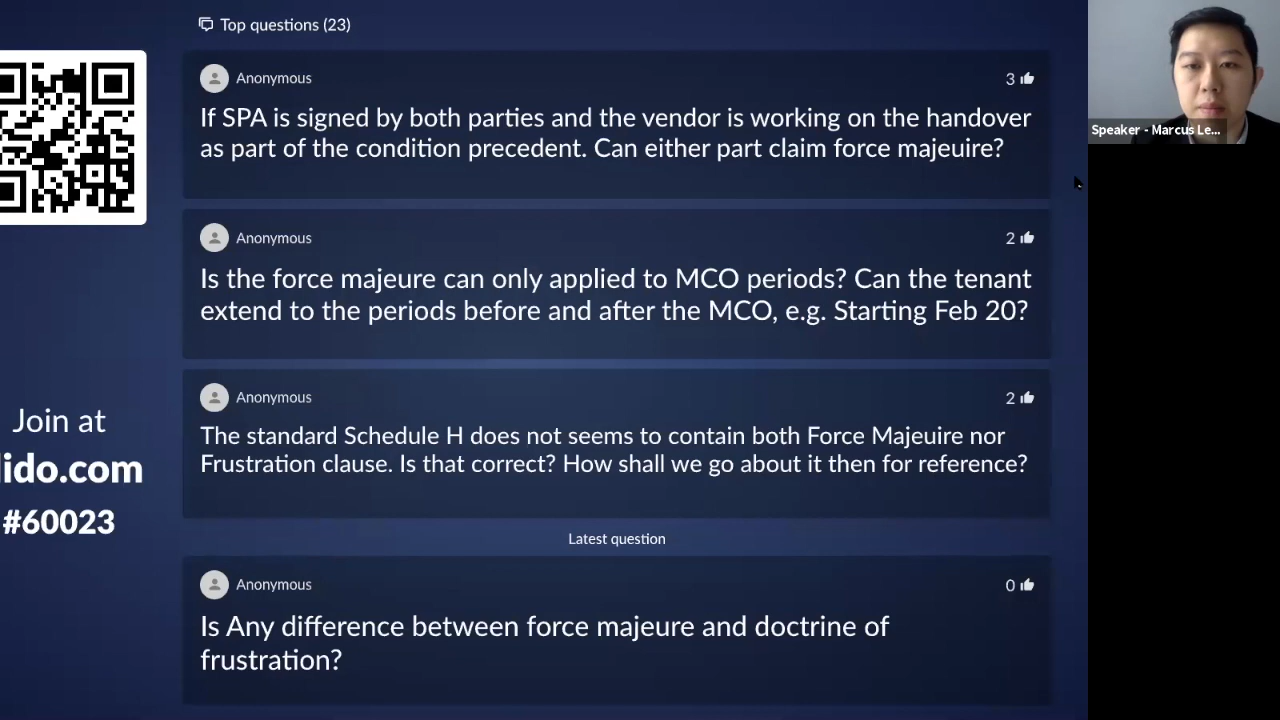 Top questions (23)
Anonymous
3
If SPA is signed by both parties and the vendor is working on the handover
as part of the condition precedent. Can either part claim force majeuire?
Anonymous
2
Is the force majeure can only applied to MCO periods? Can the tenant
extend to the periods before and after the MCO, e.g. Starting Feb 20?
Anonymous
2
The standard Schedule H does not seems to contain both Force Majeuire nor
Frustration clause. Is that correct? How shall we go about it then for reference?
Latest question
Anonymous
0
Is Any difference between force majeure and doctrine of
frustration?
Join at
lido.com
#60023
Speaker - Marcus Le...